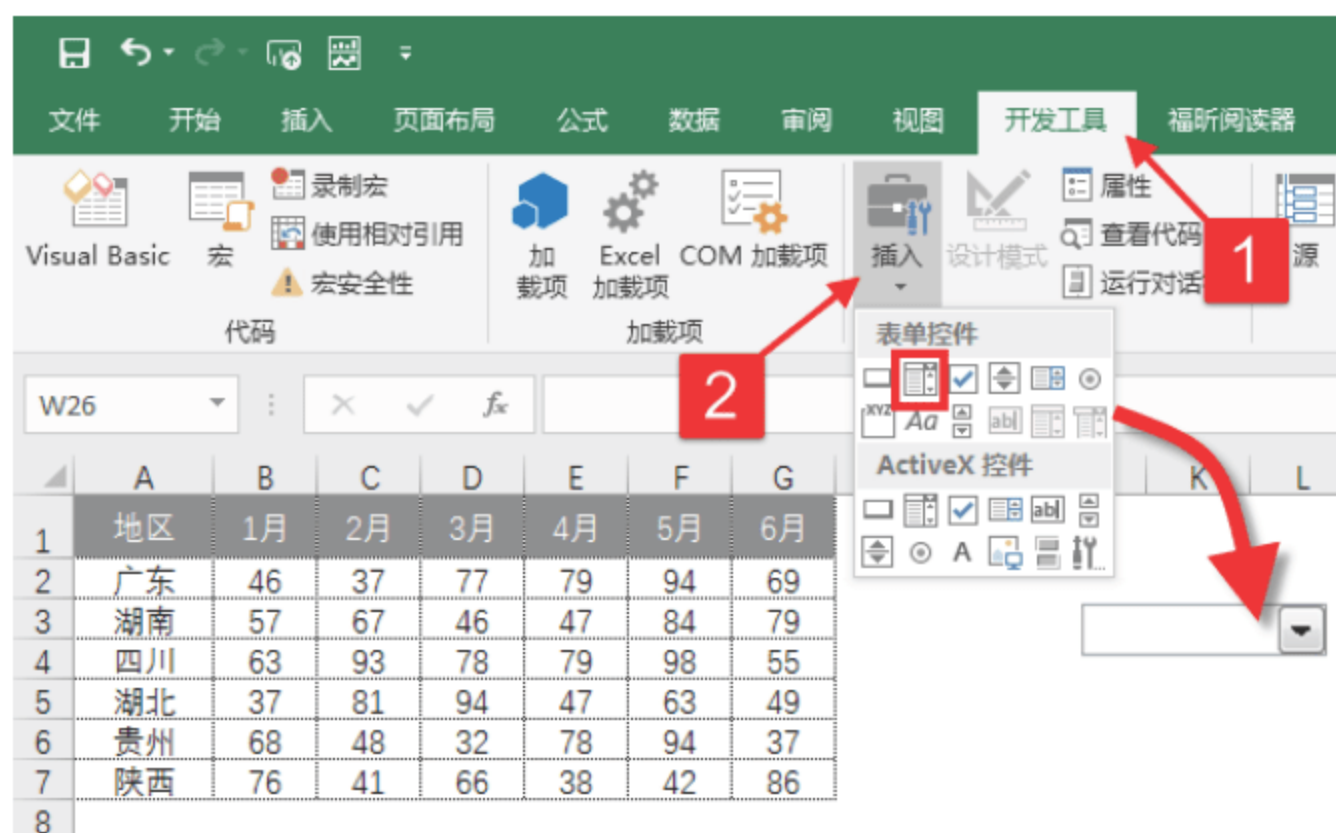 文件 开始 插入 页面布局 公式 数据 审阅 视图 开发工具 福昕阅读器
Visual Basic 宏 录制宏 使用相对引用 宏安全性
代码
加载项 Excel 加载项 COM 加载项
加载项
插入 设计模式 属性 查看代码 运行对话 源
1
2
表单控件
XYZ Aa ab
ActiveX 控件
ab
A
W26 fx
A B C D E F G K L
1 地区 1月 2月 3月 4月 5月 6月
2 广东 46 37 77 79 94 69
3 湖南 57 67 46 47 84 79
4 四川 63 93 78 79 98 55
5 湖北 37 81 94 47 63 49
6 贵州 68 48 32 78 94 37
7 陕西 76 41 66 38 42 86
8